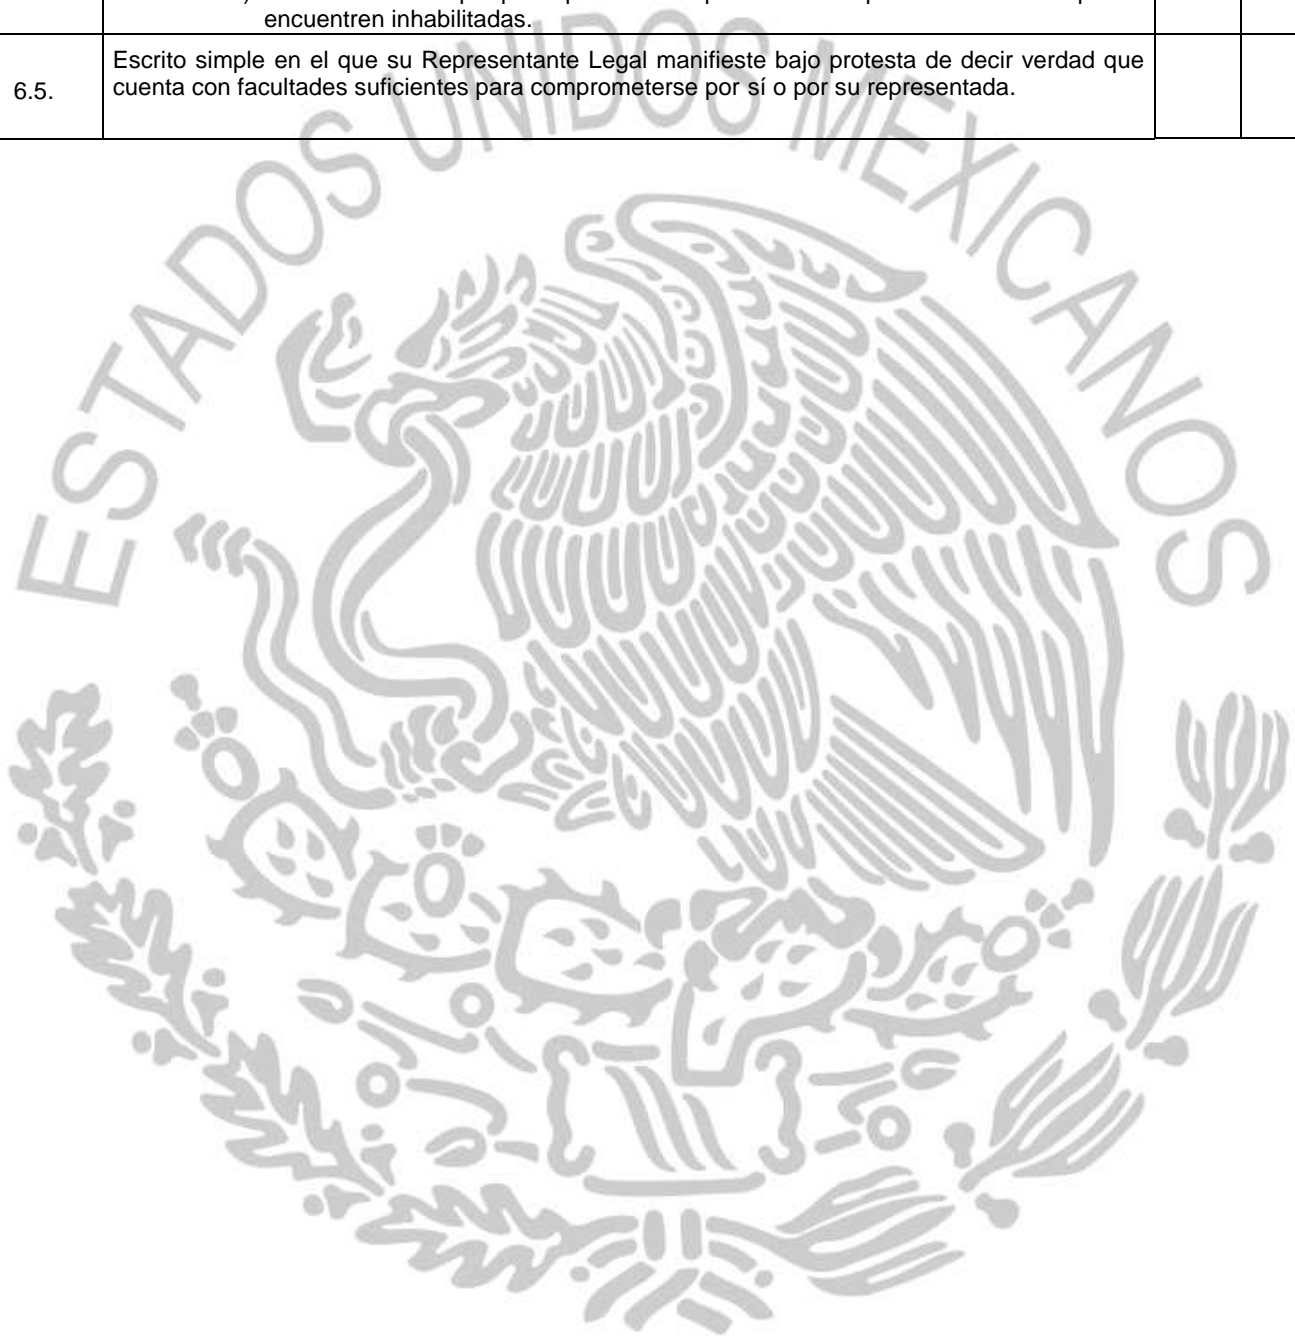 encuentren inhabilitadas.
6.5.
Escrito simple en el que su Representante Legal manifieste bajo protesta de decir verdad que
cuenta con facultades suficientes para comprometerse por sí o por su representada.
ESTADOS UNIDOS MEXICANOS